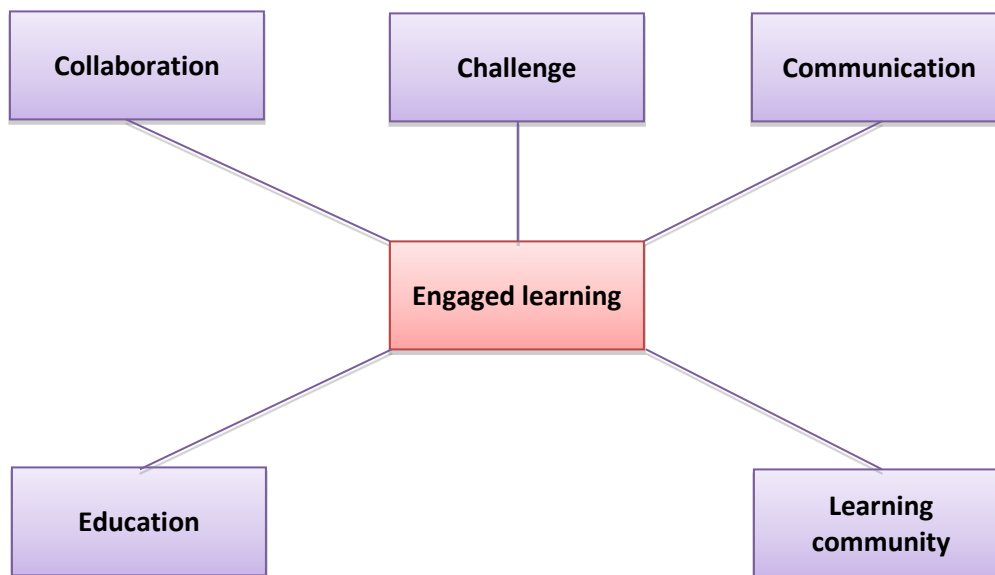 Collaboration
Challenge
Communication
Engaged learning
Education
Learning
community